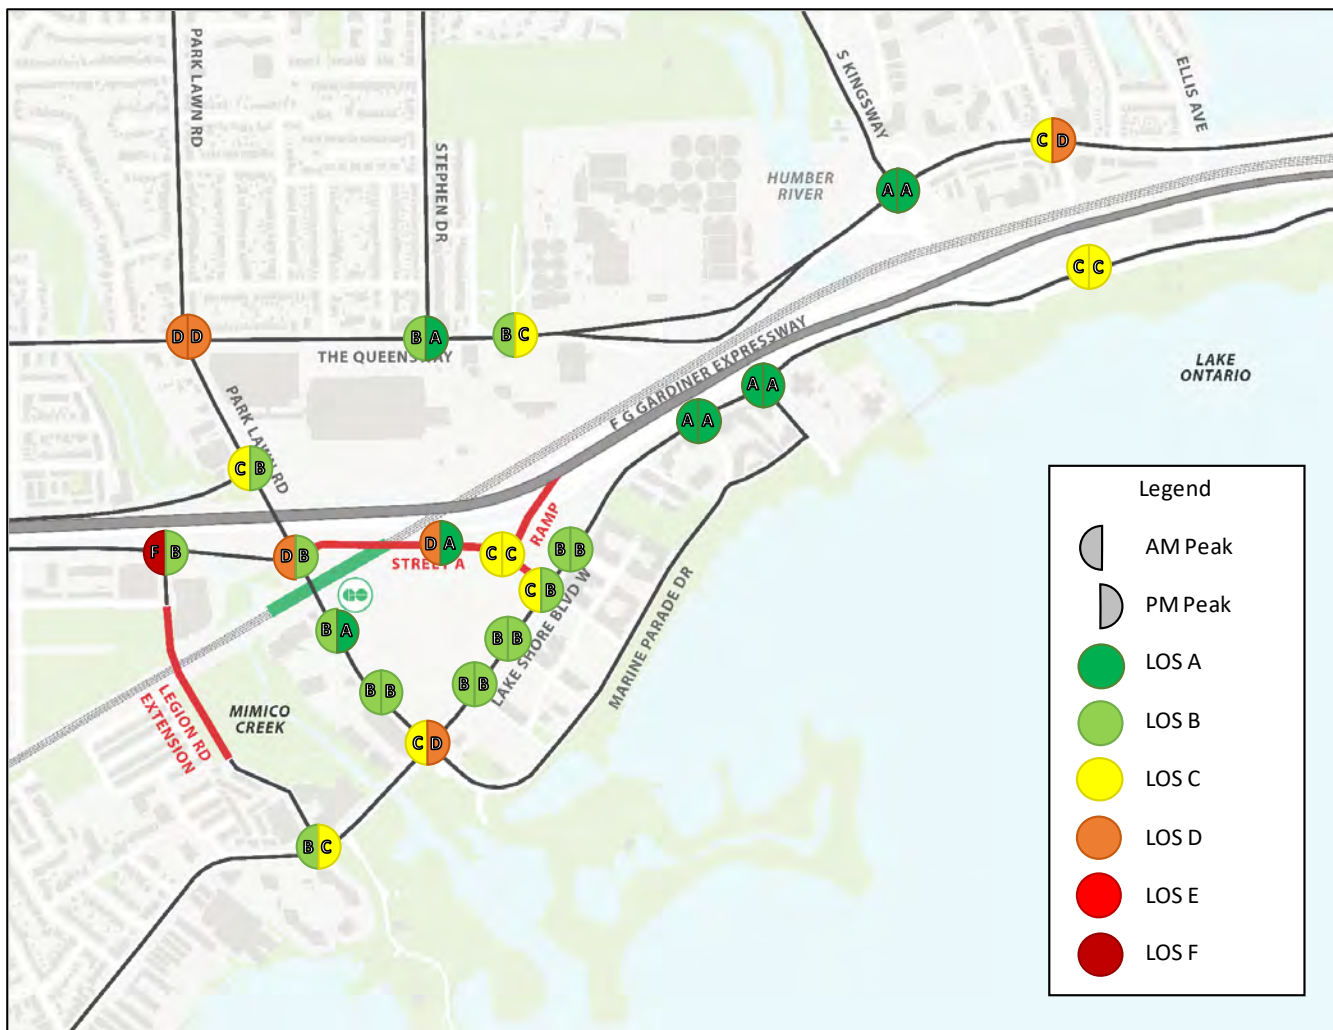 PARK LAWN RD
STEPHEN DR
S KINGSWAY
ELLIS AVE
C D
HUMBER
RIVER
A A
C C
D D
B A
B C
THE QUEENSWAY
F G GARDINER EXPRESSWAY
LAKE
ONTARIO
A A
A A
PARK LAWN RD
C B
Legend
AM Peak
PM Peak
LOS A
LOS B
LOS C
LOS D
LOS E
LOS F
F B
D B
D A
STREET A
C C
RAMP
B B
C B
B A
B B
LAKE SHORE BLVD W
MARINE PARADE DR
B B
B B
LEGION RD
EXTENSION
MIMICO
CREEK
C D
B C